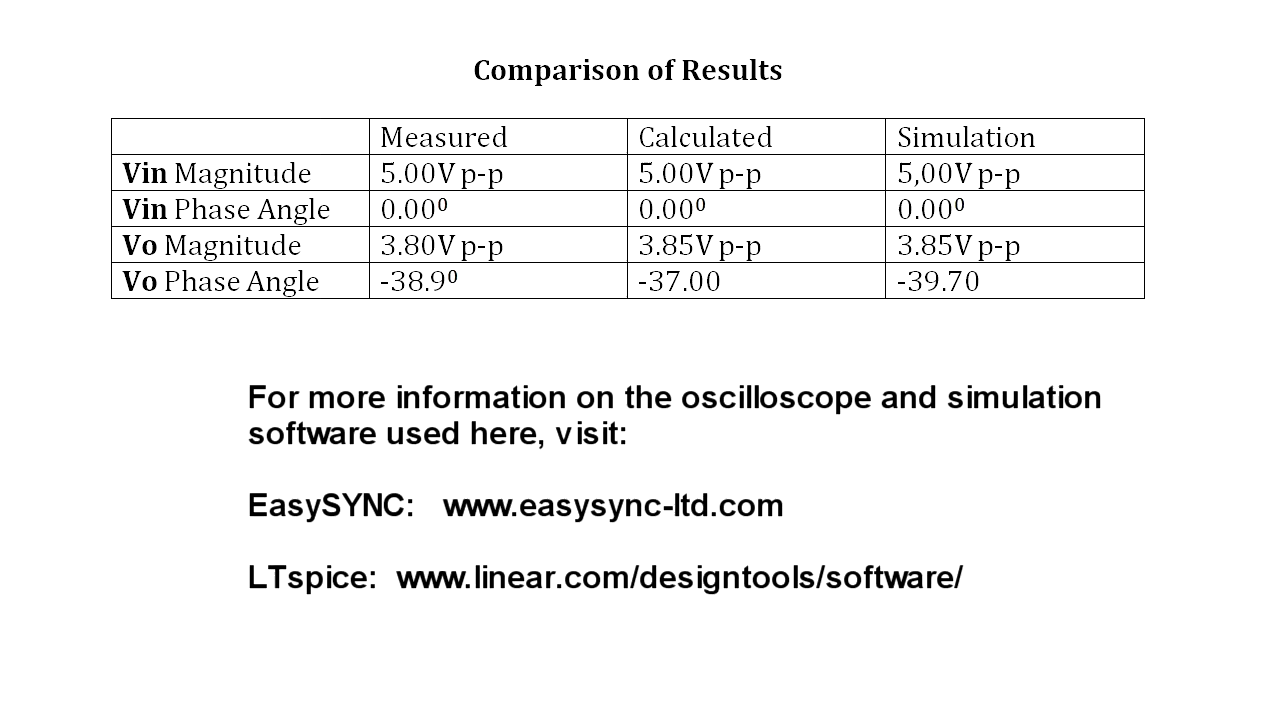 Comparison of Results
Measured Calculated Simulation
Vin Magnitude 5.00V p-p 5.00V p-p 5,00V p-p
Vin Phase Angle 0.00⁰ 0.00⁰ 0.00⁰
Vo Magnitude 3.80V p-p 3.85V p-p 3.85V p-p
Vo Phase Angle -38.9⁰ -37.00 -39.70
For more information on the oscilloscope and simulation
software used here, visit:
EasySYNC: www.easysync-ltd.com
LTspice: www.linear.com/designtools/software/